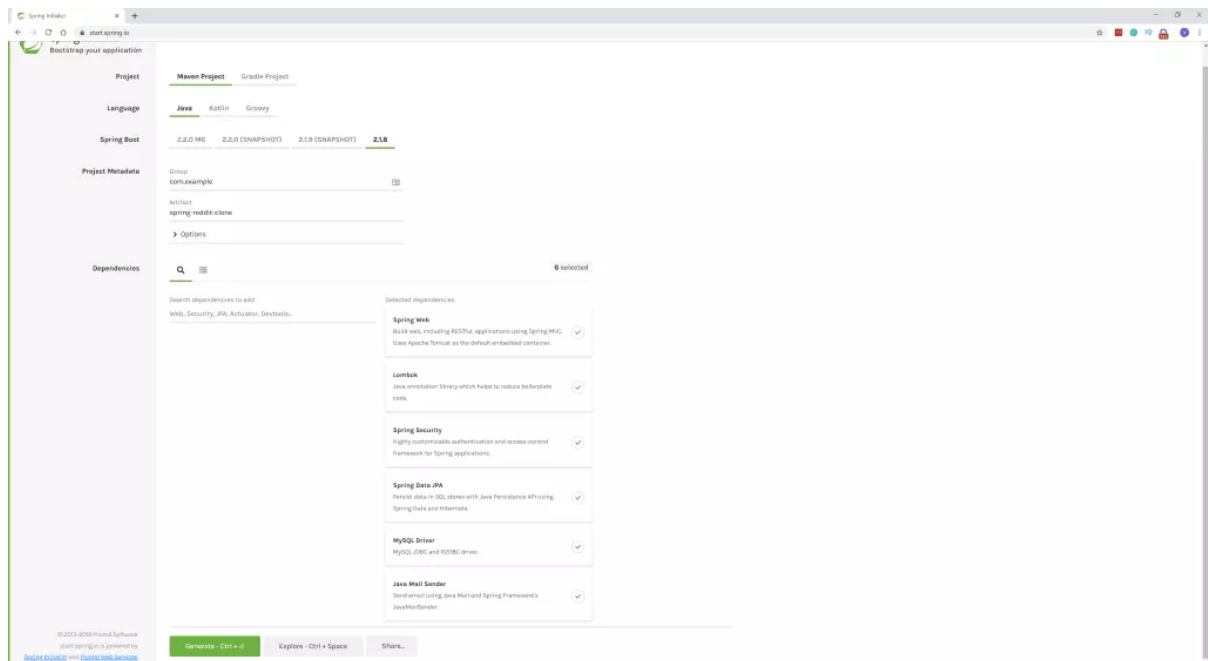 Spring Initializr
start.spring.io
Bootstrap your application
Project
Maven Project Gradle Project
Language
Java Kotlin Groovy
Spring Boot
2.2.0 M6 2.2.0 (SNAPSHOT) 2.1.9 (SNAPSHOT) 2.1.8
Project Metadata
Group
com.example
Artifact
spring-reddit-clone
Options
Dependencies
6 selected
Search dependencies to add
Web, Security, JPA, Actuator, Devtools...
Selected dependencies
Spring Web
Build web, including RESTful, applications using Spring MVC.
Uses Apache Tomcat as the default embedded container.
Lombok
Java annotation library which helps to reduce boilerplate
code.
Spring Security
Highly customizable authentication and access-control
framework for Spring applications.
Spring Data JPA
Persist data in SQL stores with Java Persistence API using
Spring Data and Hibernate.
MySQL Driver
MySQL JDBC and R2DBC driver.
Java Mail Sender
Send email using Java Mail and Spring Framework's
JavaMailSender.
© 2013-2019 Pivotal Software
start.spring.io is powered by
Spring Initializr and Pivotal Web Services
Generate - Ctrl + ⏎
Explore - Ctrl + Space
Share...